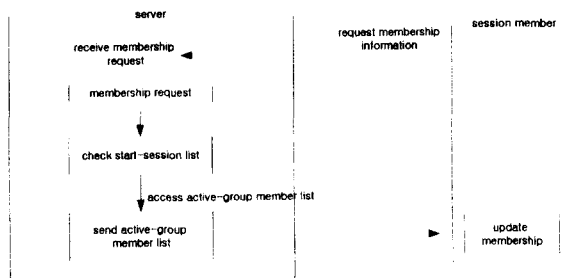 server
session member
receive membership
request
request membership
information
membership request
check start-session list
access active-group member list
send active-group
member list
update
membership